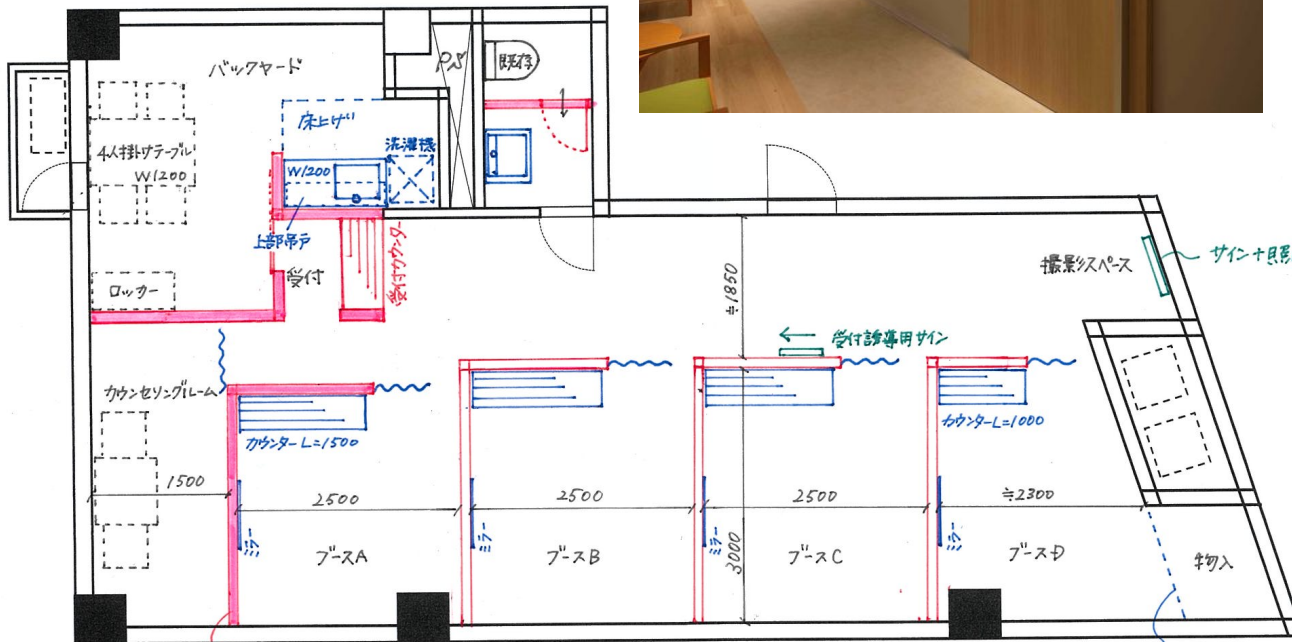 バックヤード
PS
既存
床上げ
洗濯機
4人掛けテーブル
W1200
W1200
上部吊戸
受付
受付カウンター
ロッカー
撮影スペース
サイン+照
≒1850
← 受付誘導用サイン
カウンセリングルーム
カウンターL=1500
カウンターL=1000
1500
2500
2500
2500
≒2300
ミラー
ミラー
ミラー
ミラー
3000
ブースA
ブースB
ブースC
ブースD
物入